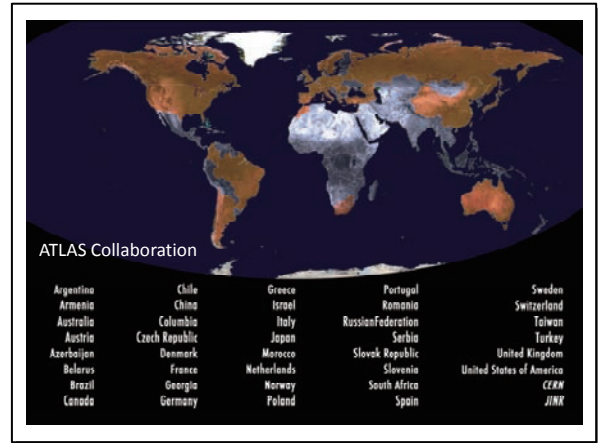 ATLAS Collaboration
Argentina Chile Greece Portugal Sweden
Armenia China Israel Romania Switzerland
Australia Columbia Italy RussianFederation Taiwan
Austria Czech Republic Japan Serbia Turkey
Azerbaijan Denmark Morocco Slovak Republic United Kingdom
Belarus France Netherlands Slovenia United States of America
Brazil Georgia Norway South Africa CERN
Canada Germany Poland Spain JINR